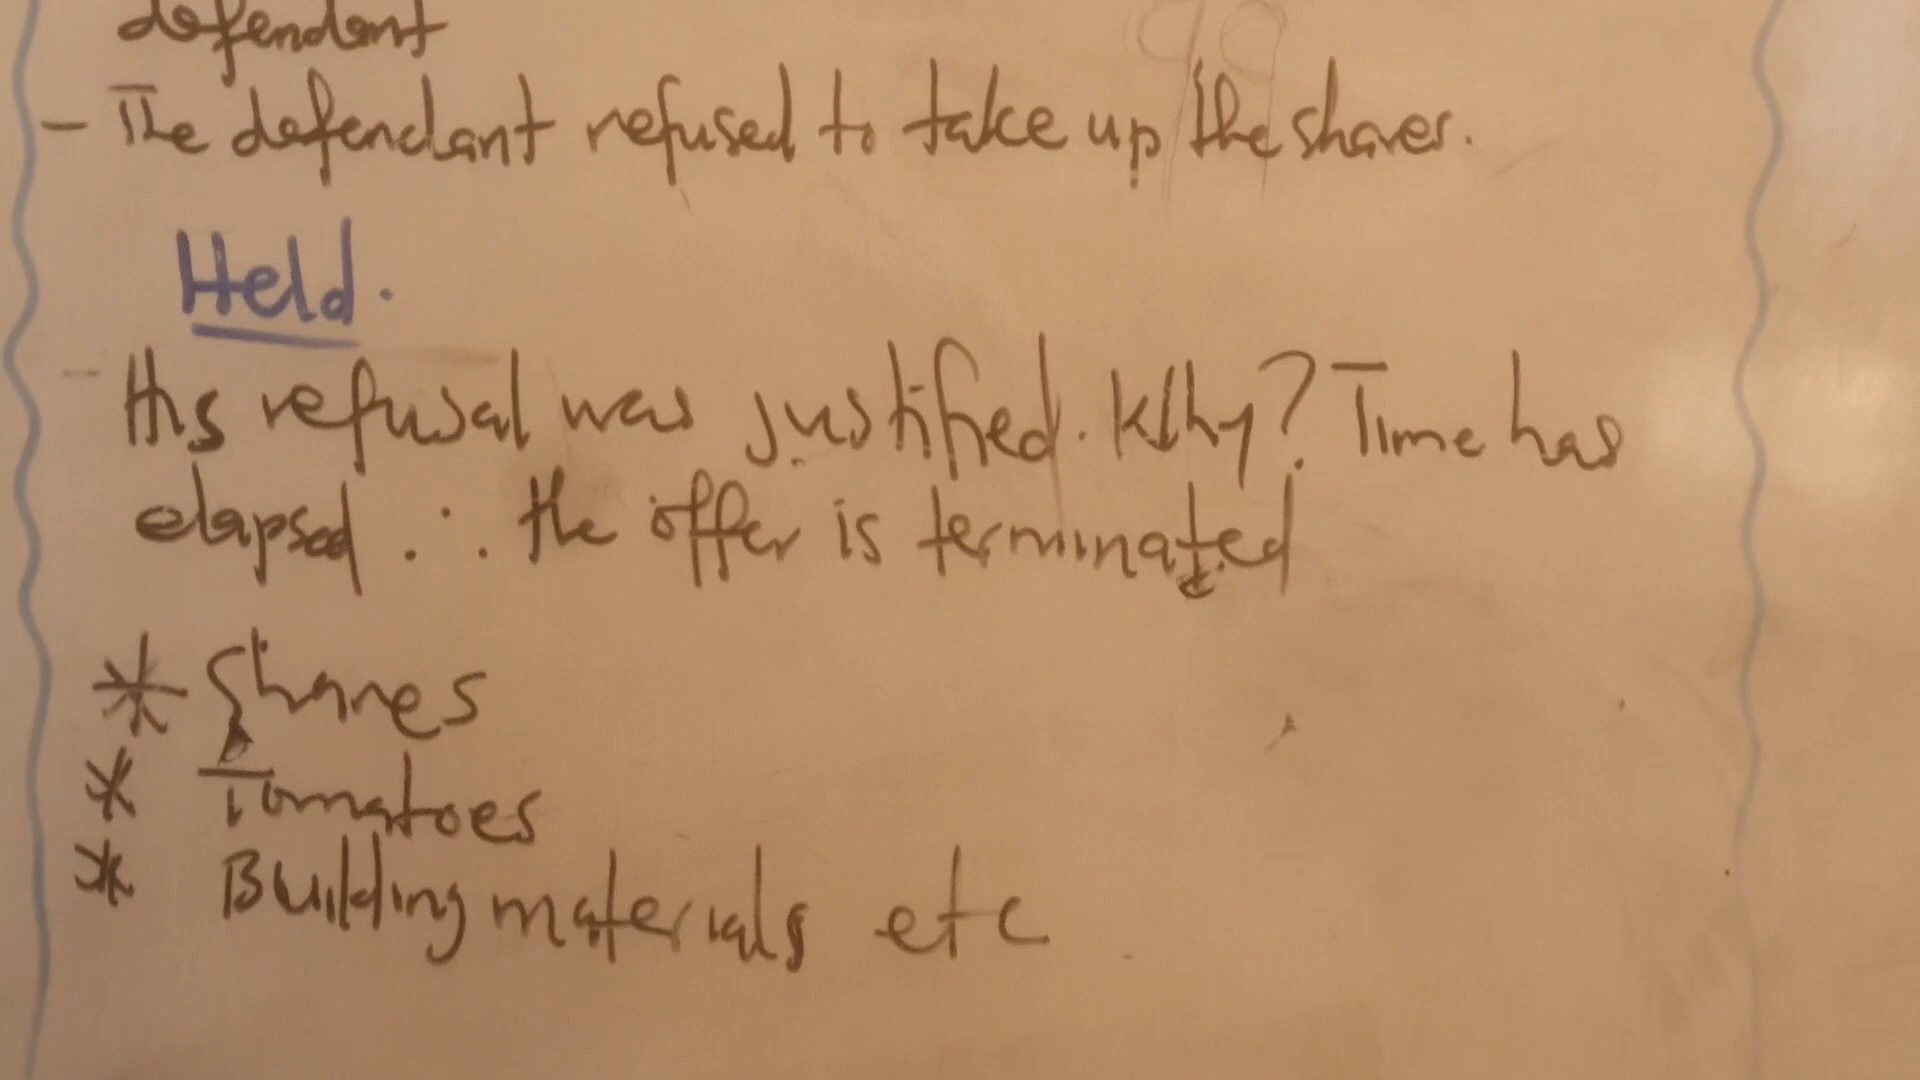 defendant
- The defendant refused to take up the shares.
Held.
- His refusal was justified. Why? Time has
elapsed ∴ the offer is terminated
* Shares
* Tomatoes
* Building materials etc